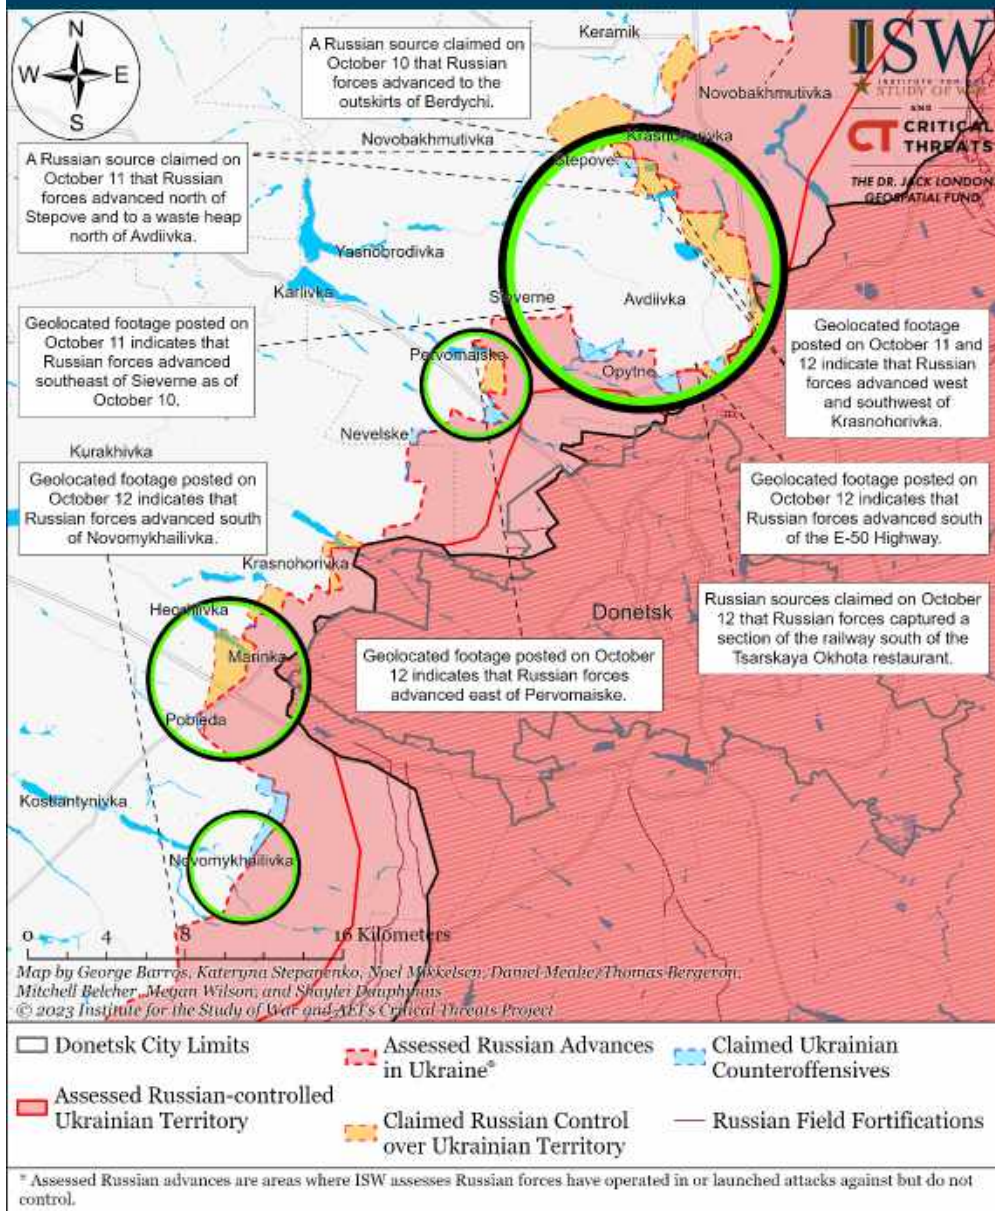 N
W
E
S
A Russian source claimed on
October 10 that Russian
forces advanced to the
outskirts of Berdychi.
Keramik
ISW
INSTITUTE FOR THE
STUDY OF WAR
AND
CT CRITICAL
THREATS
THE DR. JACK LONDON
GEOSPATIAL FUND
Novobakhmutivka
Novobakhmutivka
Krasnohorivka
Stepove
A Russian source claimed on
October 11 that Russian
forces advanced north of
Stepove and to a waste heap
north of Avdiivka.
Yasnobrodivka
Karlivka
Sieverne
Avdiivka
Geolocated footage posted on
October 11 indicates that
Russian forces advanced
southeast of Sieverne as of
October 10.
Pervomaiske
Opytne
Geolocated footage
posted on October 11 and
12 indicate that Russian
forces advanced west
and southwest of
Krasnohorivka.
Nevelske
Kurakhivka
Geolocated footage posted on
October 12 indicates that
Russian forces advanced south
of Novomykhailivka.
Geolocated footage posted on
October 12 indicates that
Russian forces advanced south
of the E-50 Highway.
Krasnohorivka
Heorhiivka
Donetsk
Russian sources claimed on October
12 that Russian forces captured a
section of the railway south of the
Tsarskaya Okhota restaurant.
Marinka
Geolocated footage posted on October
12 indicates that Russian forces
advanced east of Pervomaiske.
Pobieda
Kostiantynivka
Novomykhailivka
0 4 8 16 Kilometers
Map by George Barros, Kateryna Stepanenko, Noel Mikkelsen, Daniel Mealie, Thomas Bergeron,
Mitchell Belcher, Megan Wilson, and Shaylei Dauphinais
© 2023 Institute for the Study of War and AEI's Critical Threats Project
Donetsk City Limits
Assessed Russian-controlled
Ukrainian Territory
Assessed Russian Advances
in Ukraine*
Claimed Russian Control
over Ukrainian Territory
Claimed Ukrainian
Counteroffensives
Russian Field Fortifications
* Assessed Russian advances are areas where ISW assesses Russian forces have operated in or launched attacks against but do not
control.